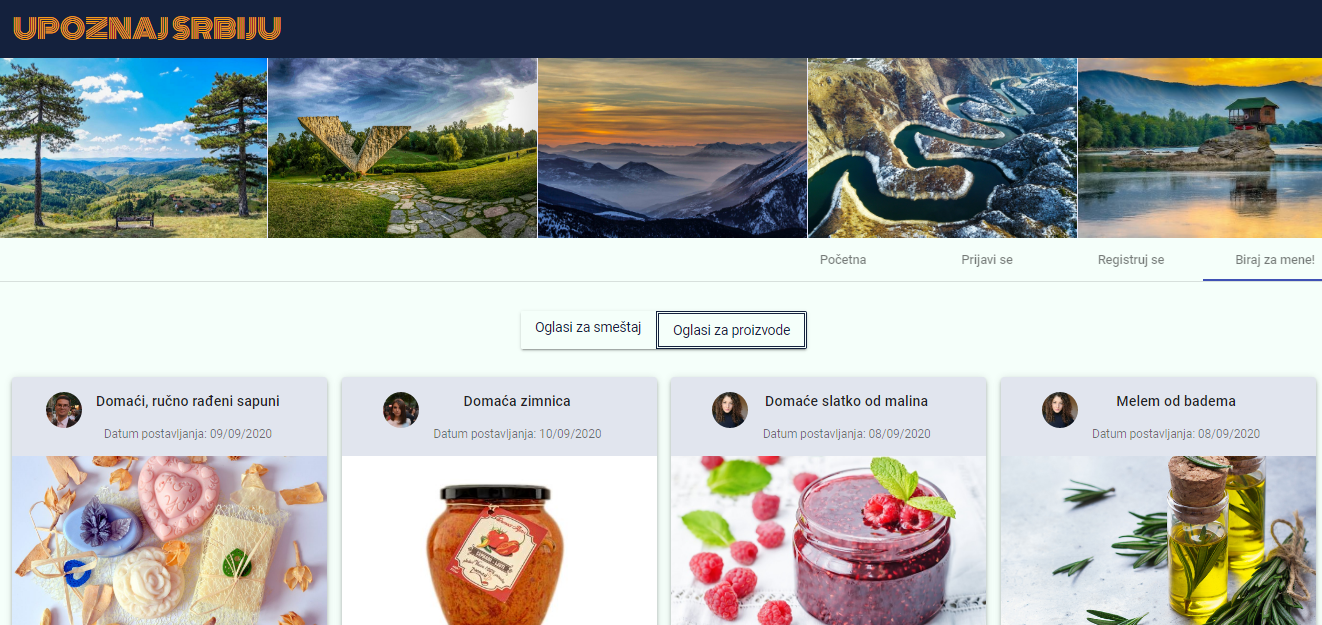 UPOZNAJ SRBIJU
Početna
Prijavi se
Registruj se
Biraj za mene!
Oglasi za smeštaj
Oglasi za proizvode
Domaći, ručno rađeni sapuni
Datum postavljanja: 09/09/2020
Domaća zimnica
Datum postavljanja: 10/09/2020
Domaće slatko od malina
Datum postavljanja: 08/09/2020
Melem od badema
Datum postavljanja: 08/09/2020